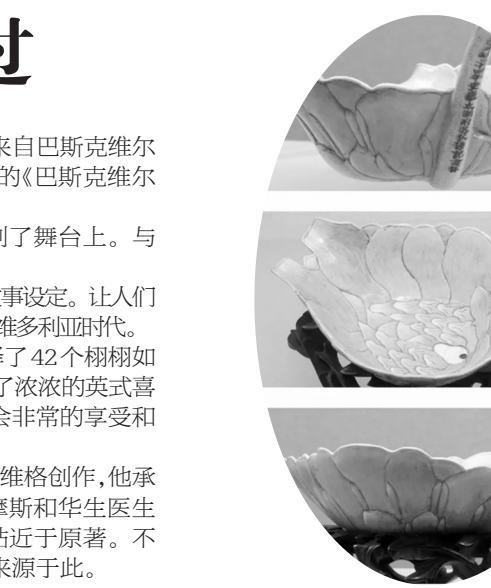 过
来自巴斯克维尔
的《巴斯克维尔
到了舞台上。与
事设定。让人们
维多利亚时代。
了42个栩栩如
了浓浓的英式喜
会非常的享受和
维格创作,他承
摩斯和华生医生
贴近于原著。不
来源于此。